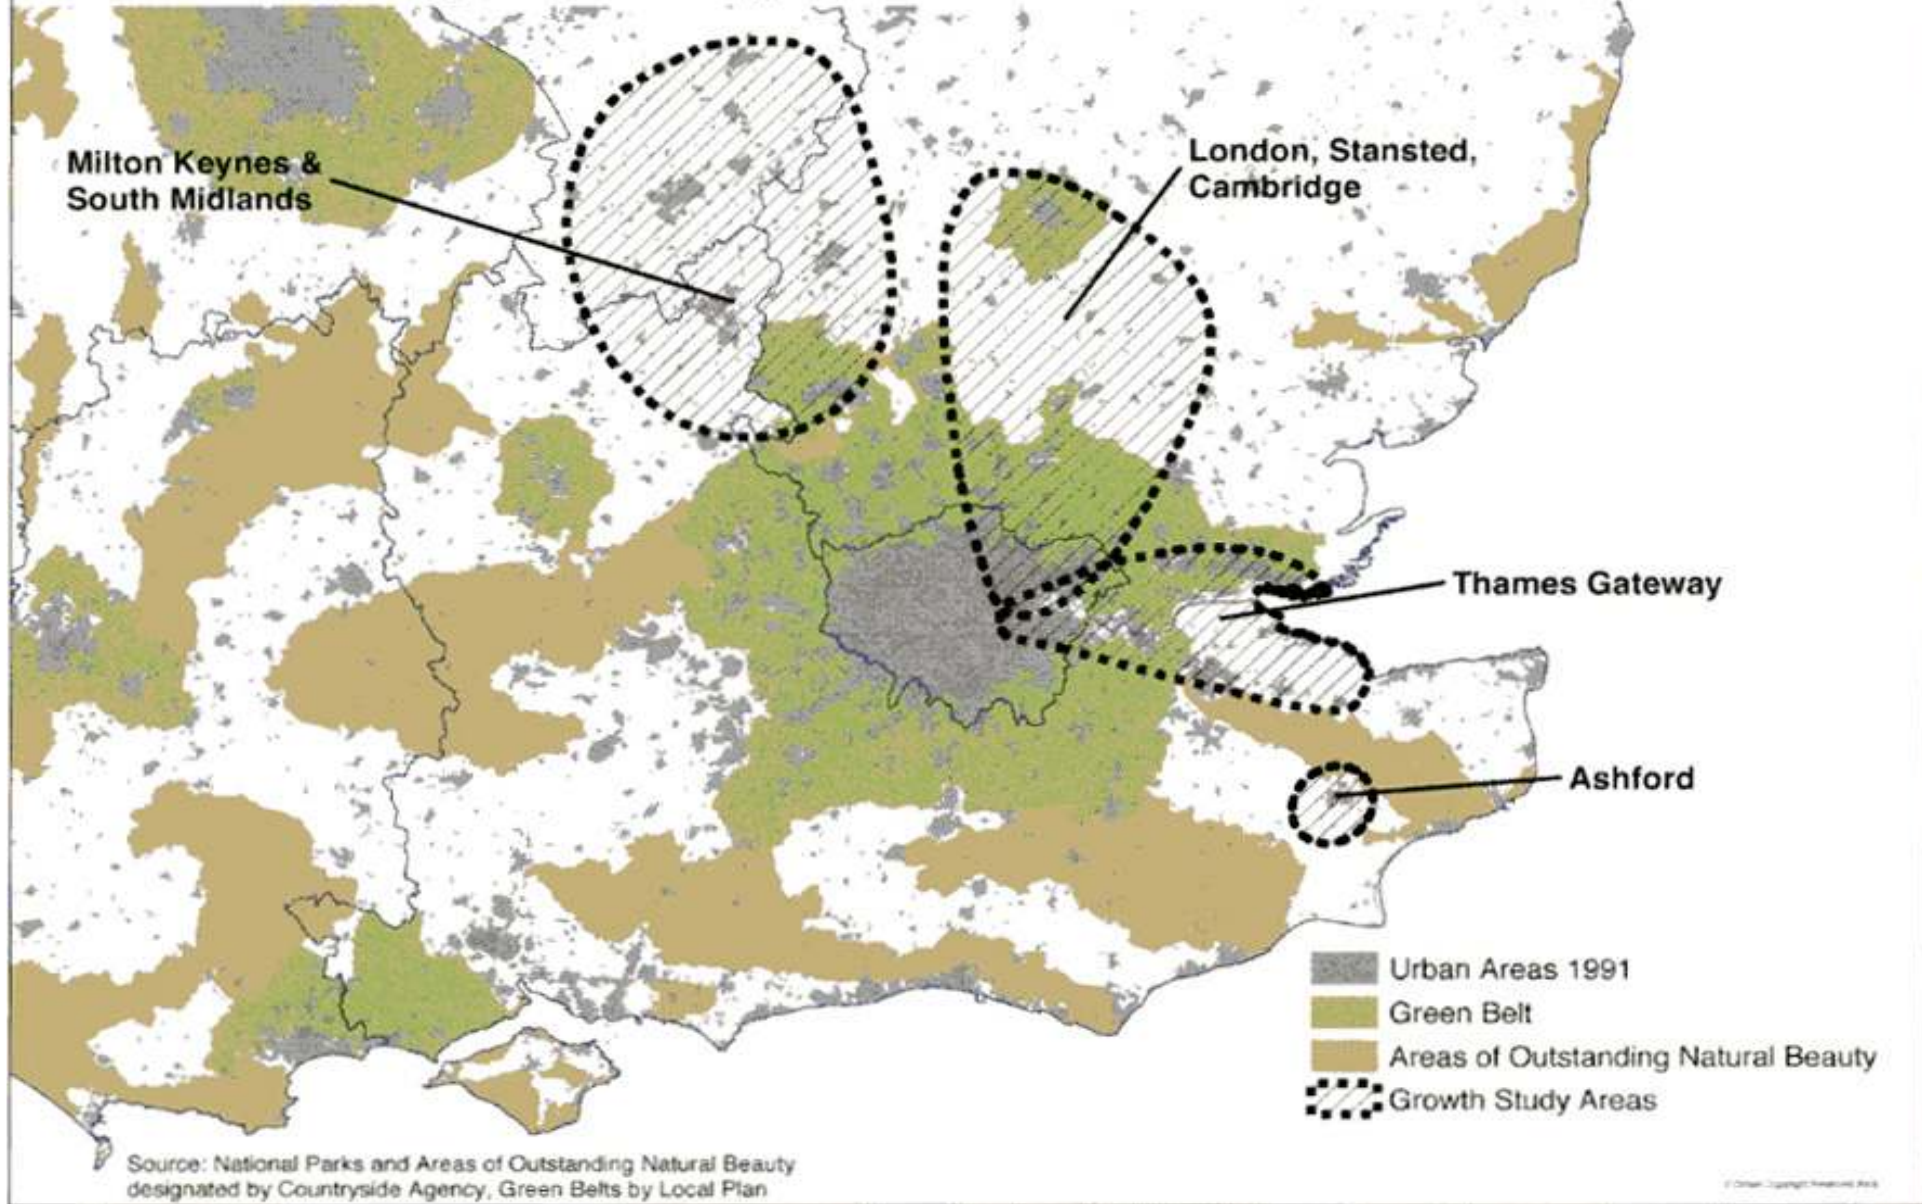 Milton Keynes &
South Midlands
London, Stansted,
Cambridge
Thames Gateway
Ashford
Urban Areas 1991
Green Belt
Areas of Outstanding Natural Beauty
Growth Study Areas
Source: National Parks and Areas of Outstanding Natural Beauty
designated by Countryside Agency, Green Belts by Local Plan